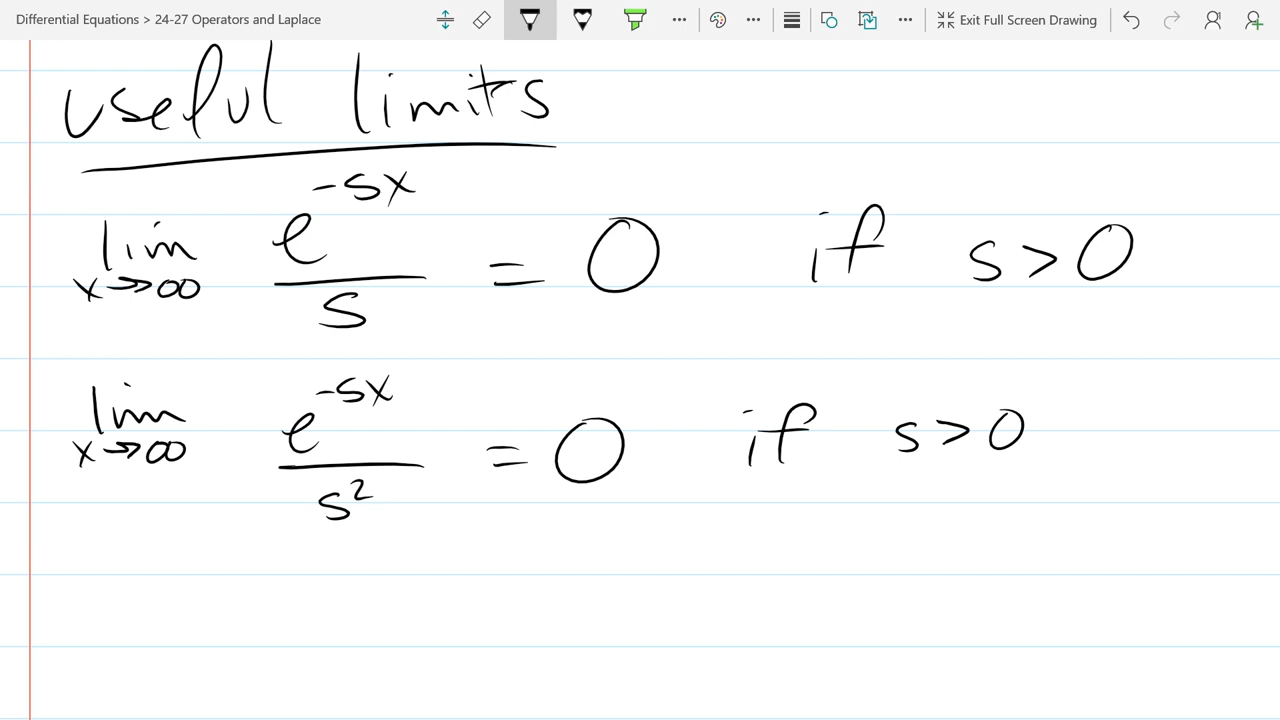 Differential Equations > 24-27 Operators and Laplace Exit Full Screen Drawing
useful limits
lim x→∞ e^{-sx}/s = 0 if s>0
lim x→∞ e^{-sx}/s² = 0 if s>0